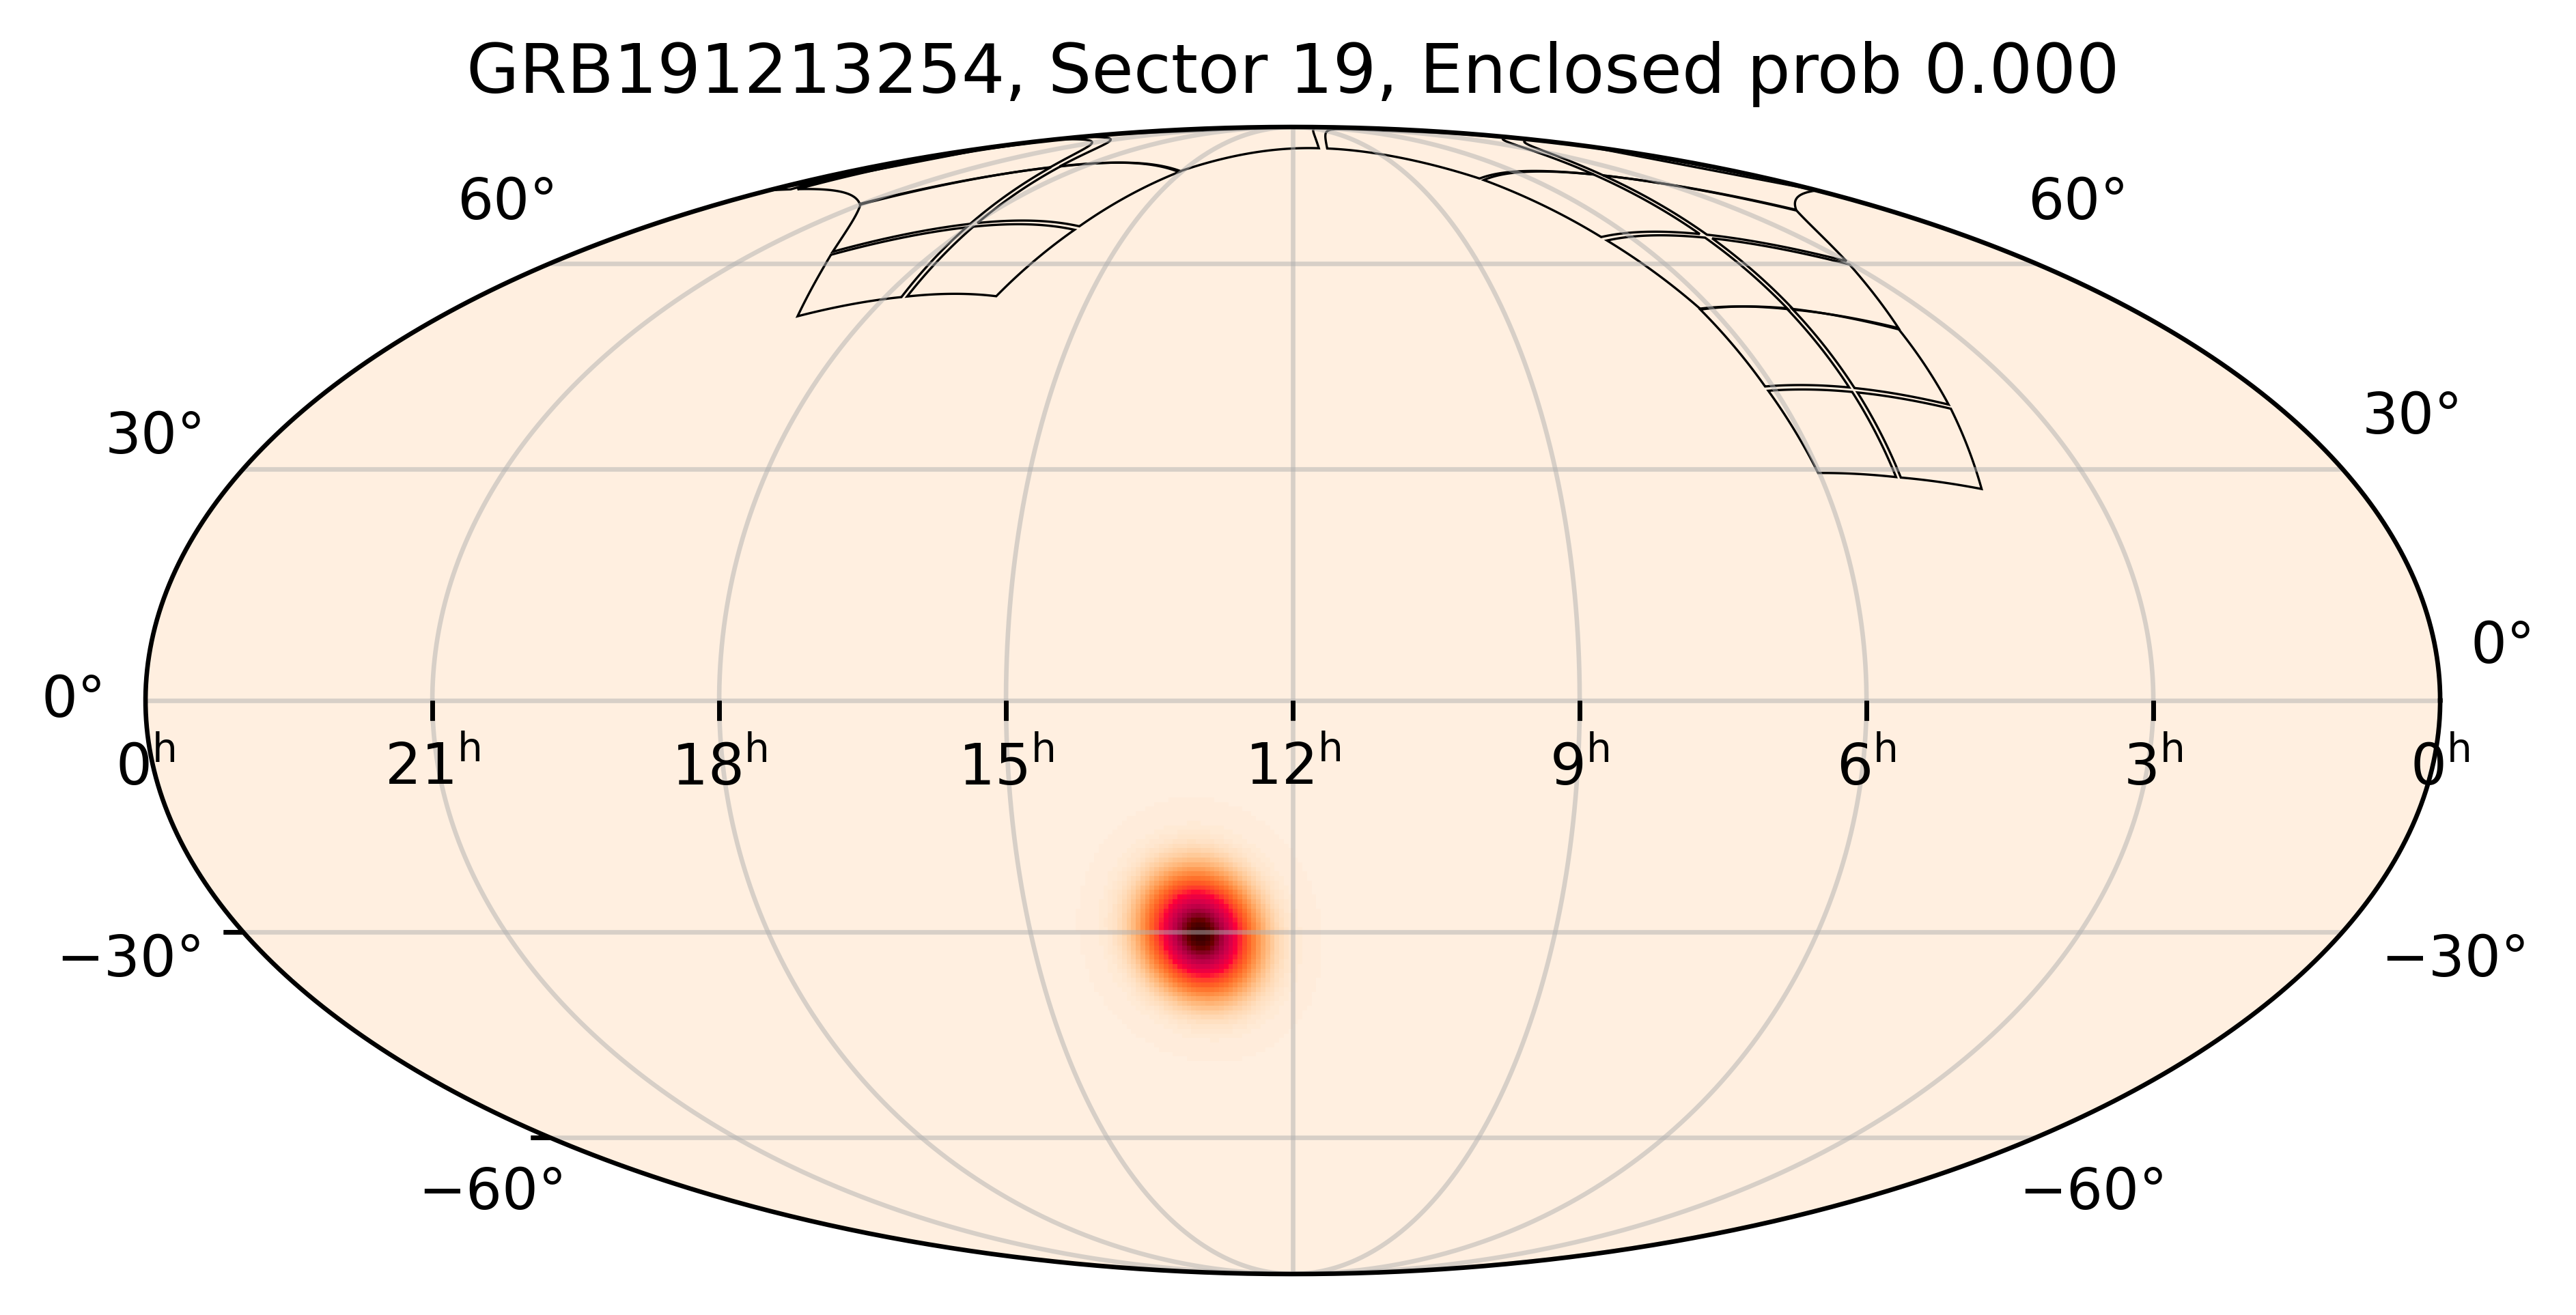 GRB191213254, Sector 19, Enclosed prob 0.000
60° 60°
30° 30°
0° 0°
0ʰ 21ʰ 18ʰ 15ʰ 12ʰ 9ʰ 6ʰ 3ʰ 0ʰ
−30° −30°
−60° −60°